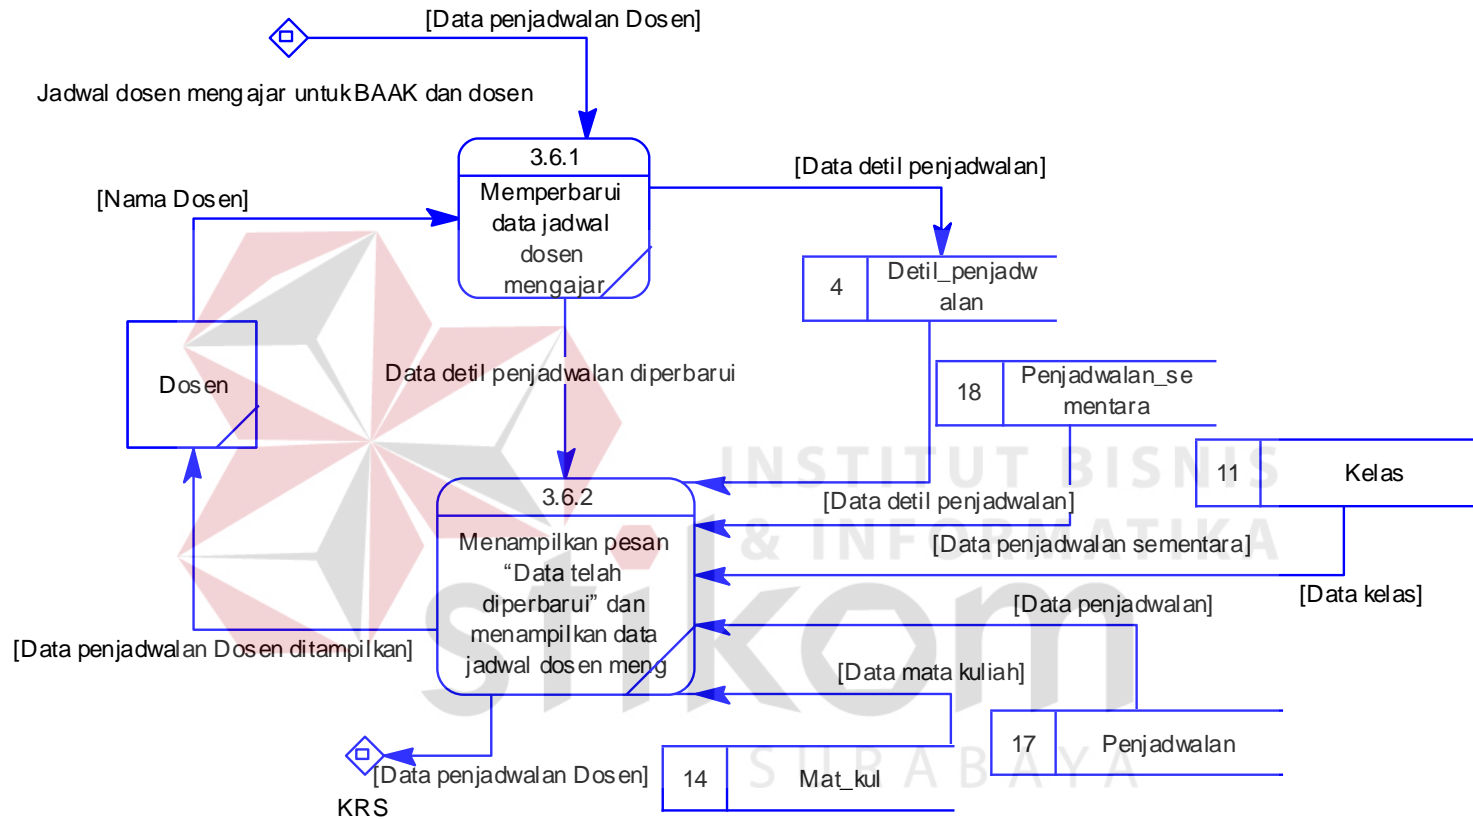 [Data penjadwalan Dosen]
Jadwal dosen mengajar untuk BAAK dan dosen
3.6.1
Memperbarui
data jadwal
dosen
mengajar
[Data detil penjadwalan]
[Nama Dosen]
4
Detil_penjadw
alan
Dosen
Data detil penjadwalan diperbarui
18
Penjadwalan_se
mentara
INSTITUT BISNIS
& INFORMATIKA
11
Kelas
3.6.2
Menampilkan pesan
“Data telah
diperbarui” dan
menampilkan data
jadwal dosen meng
[Data detil penjadwalan]
[Data penjadwalan sementara]
[Data kelas]
[Data penjadwalan]
stikom
[Data penjadwalan Dosen ditampilkan]
[Data mata kuliah]
17
Penjadwalan
SURABAYA
14
Mat_kul
[Data penjadwalan Dosen]
KRS